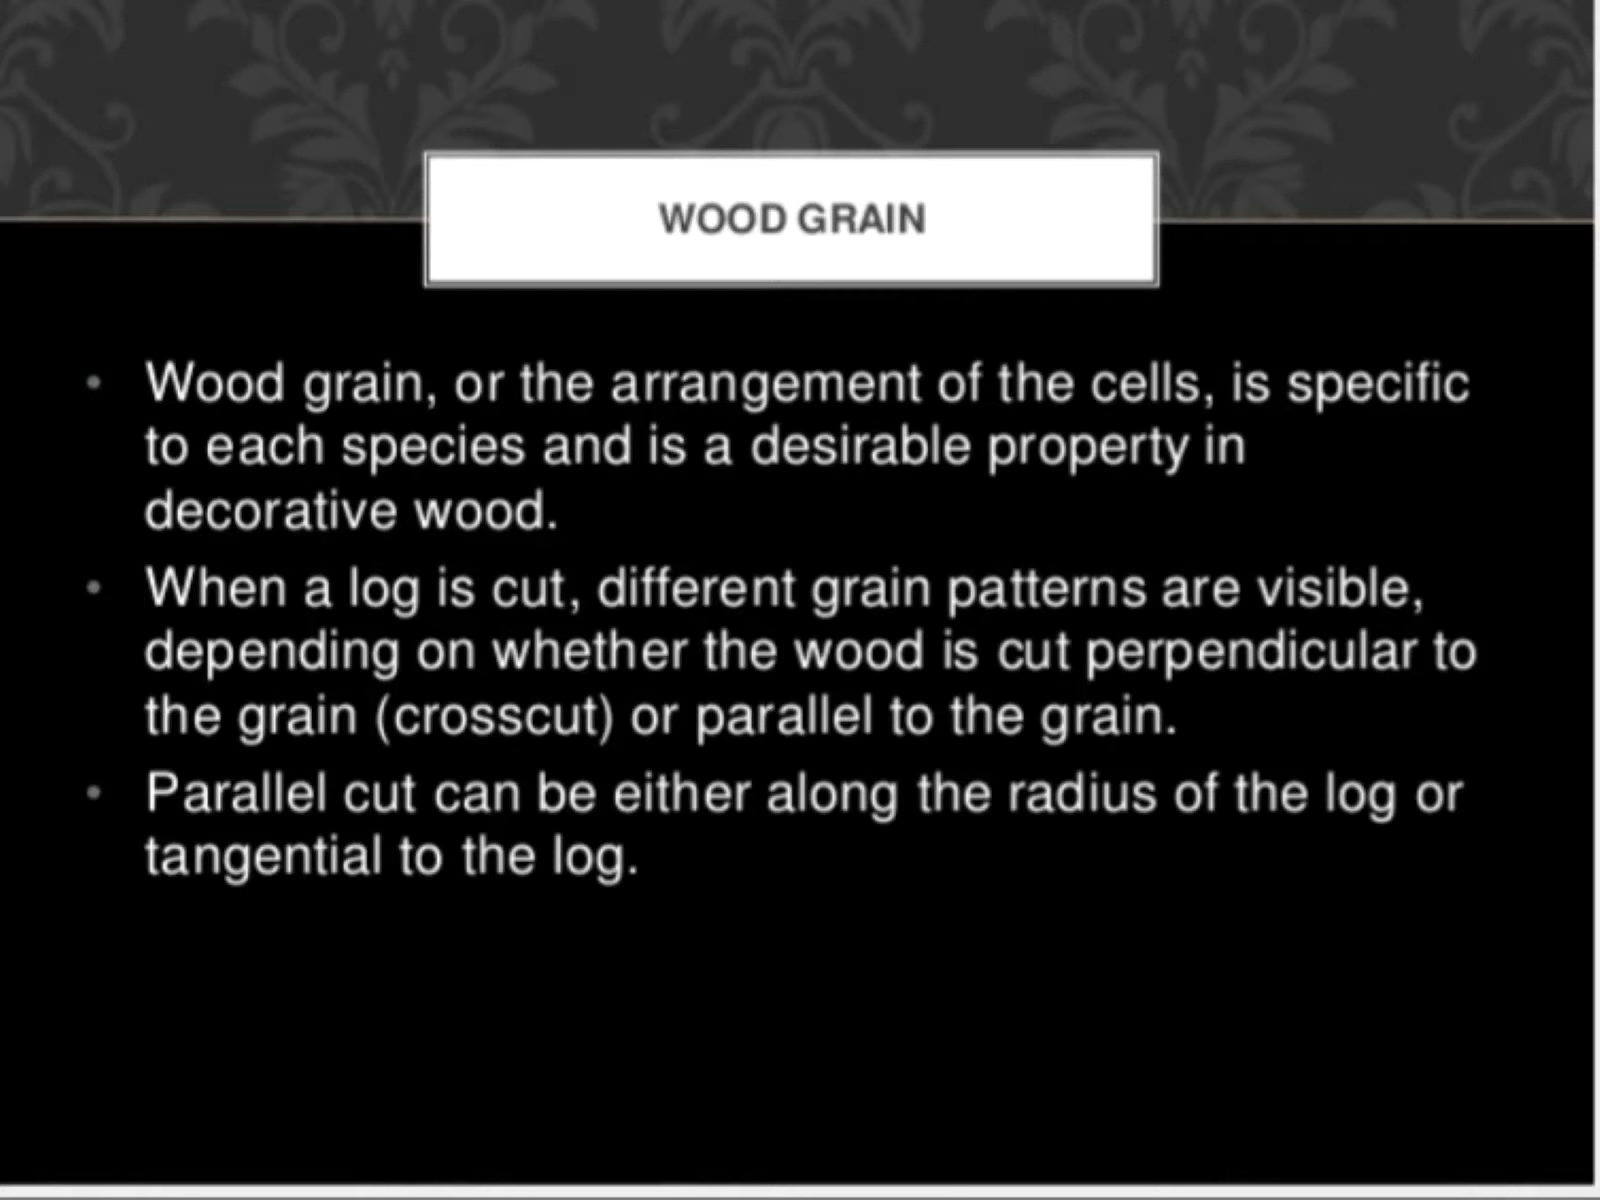 WOOD GRAIN
• Wood grain, or the arrangement of the cells, is specific
to each species and is a desirable property in
decorative wood.
• When a log is cut, different grain patterns are visible,
depending on whether the wood is cut perpendicular to
the grain (crosscut) or parallel to the grain.
• Parallel cut can be either along the radius of the log or
tangential to the log.